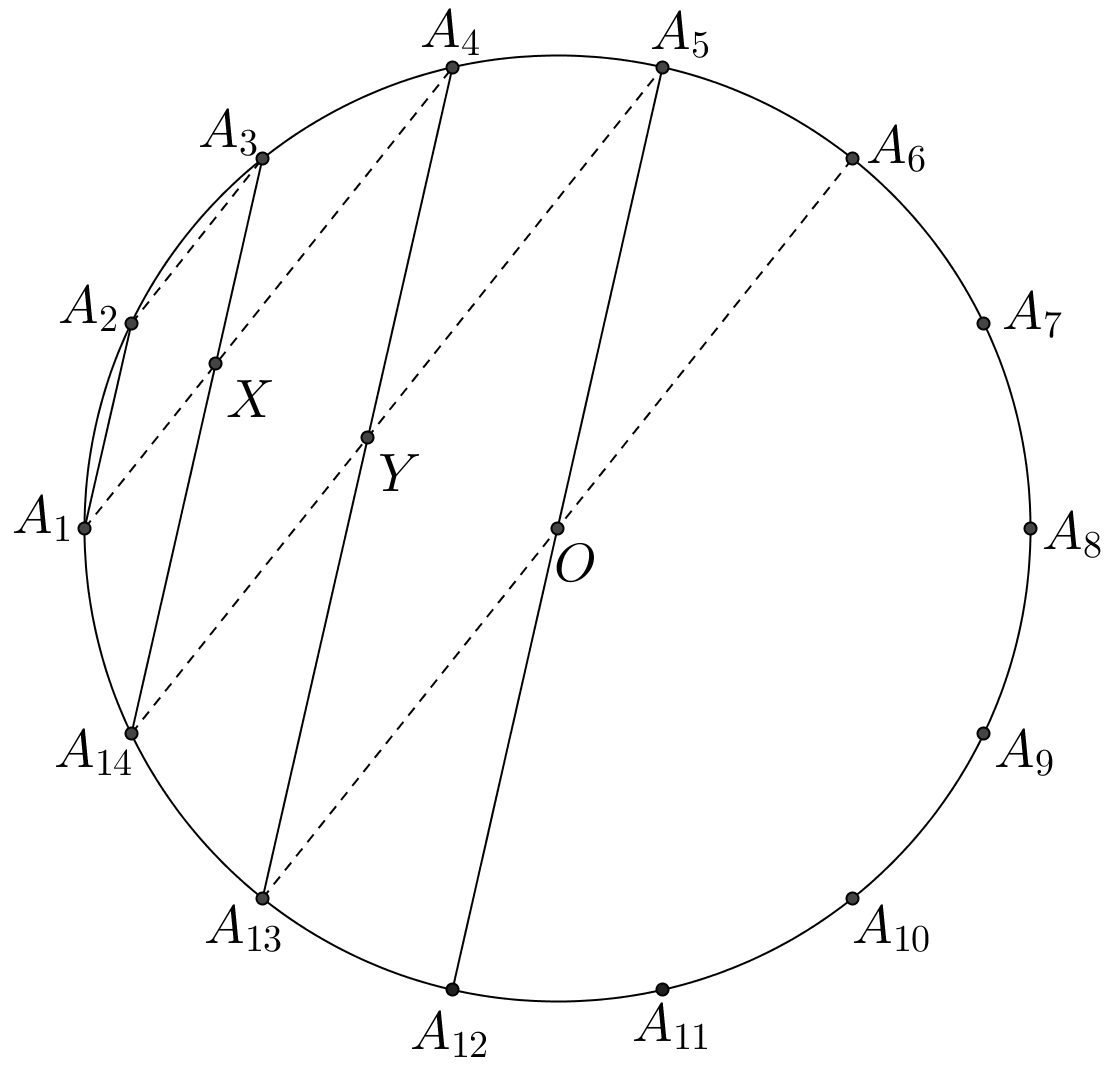 A₄ A₅
A₃ A₆
A₂ A₇
X
Y
A₁ O A₈
A₁₄ A₉
A₁₃ A₁₀
A₁₂ A₁₁